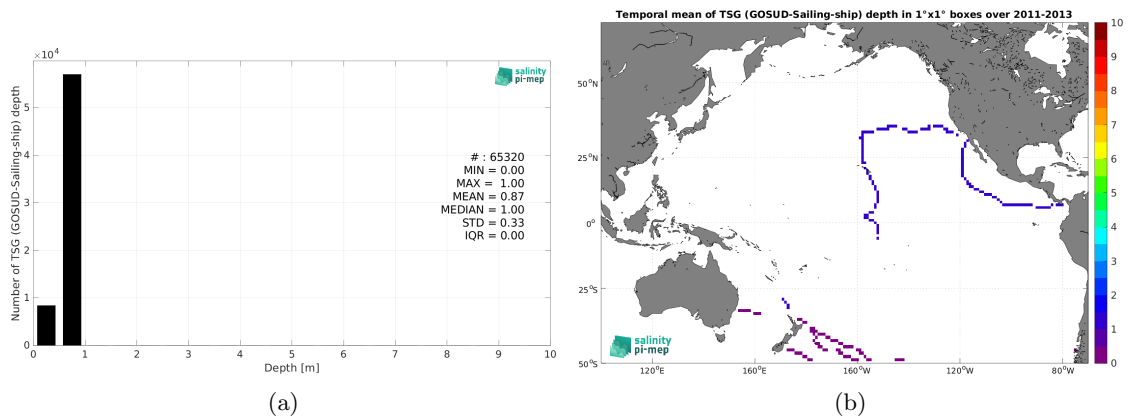 Temporal mean of TSG (GOSUD-Sailing-ship) depth in 1°x1° boxes over 2011-2013
×10⁴
salinity
pi-mep
Number of TSG (GOSUD-Sailing-ship) depth
5
4
3
2
1
0
# : 65320
MIN = 0.00
MAX = 1.00
MEAN = 0.87
MEDIAN = 1.00
STD = 0.33
IQR = 0.00
0 1 2 3 4 5 6 7 8 9 10
Depth [m]
(a)
50°N
25°N
0°
25°S
50°S
120°E 160°E 160°W 120°W 80°W
salinity
pi-mep
10
9
8
7
6
5
4
3
2
1
0
(b)